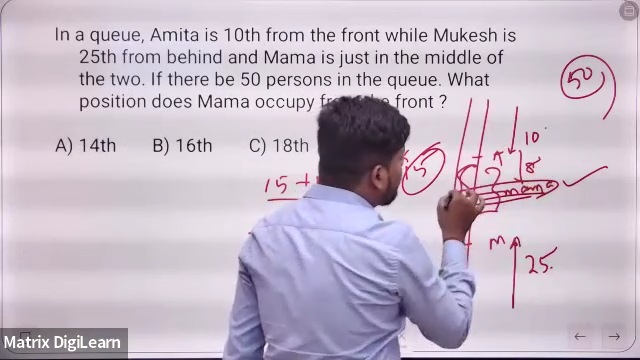 In a queue, Amita is 10th from the front while Mukesh is
25th from behind and Mama is just in the middle of
the two. If there be 50 persons in the queue. What
position does Mama occupy the front ?
A) 14th B) 16th C) 18th
50
10
A
8
15 +
mama
M
25
Matrix DigiLearn